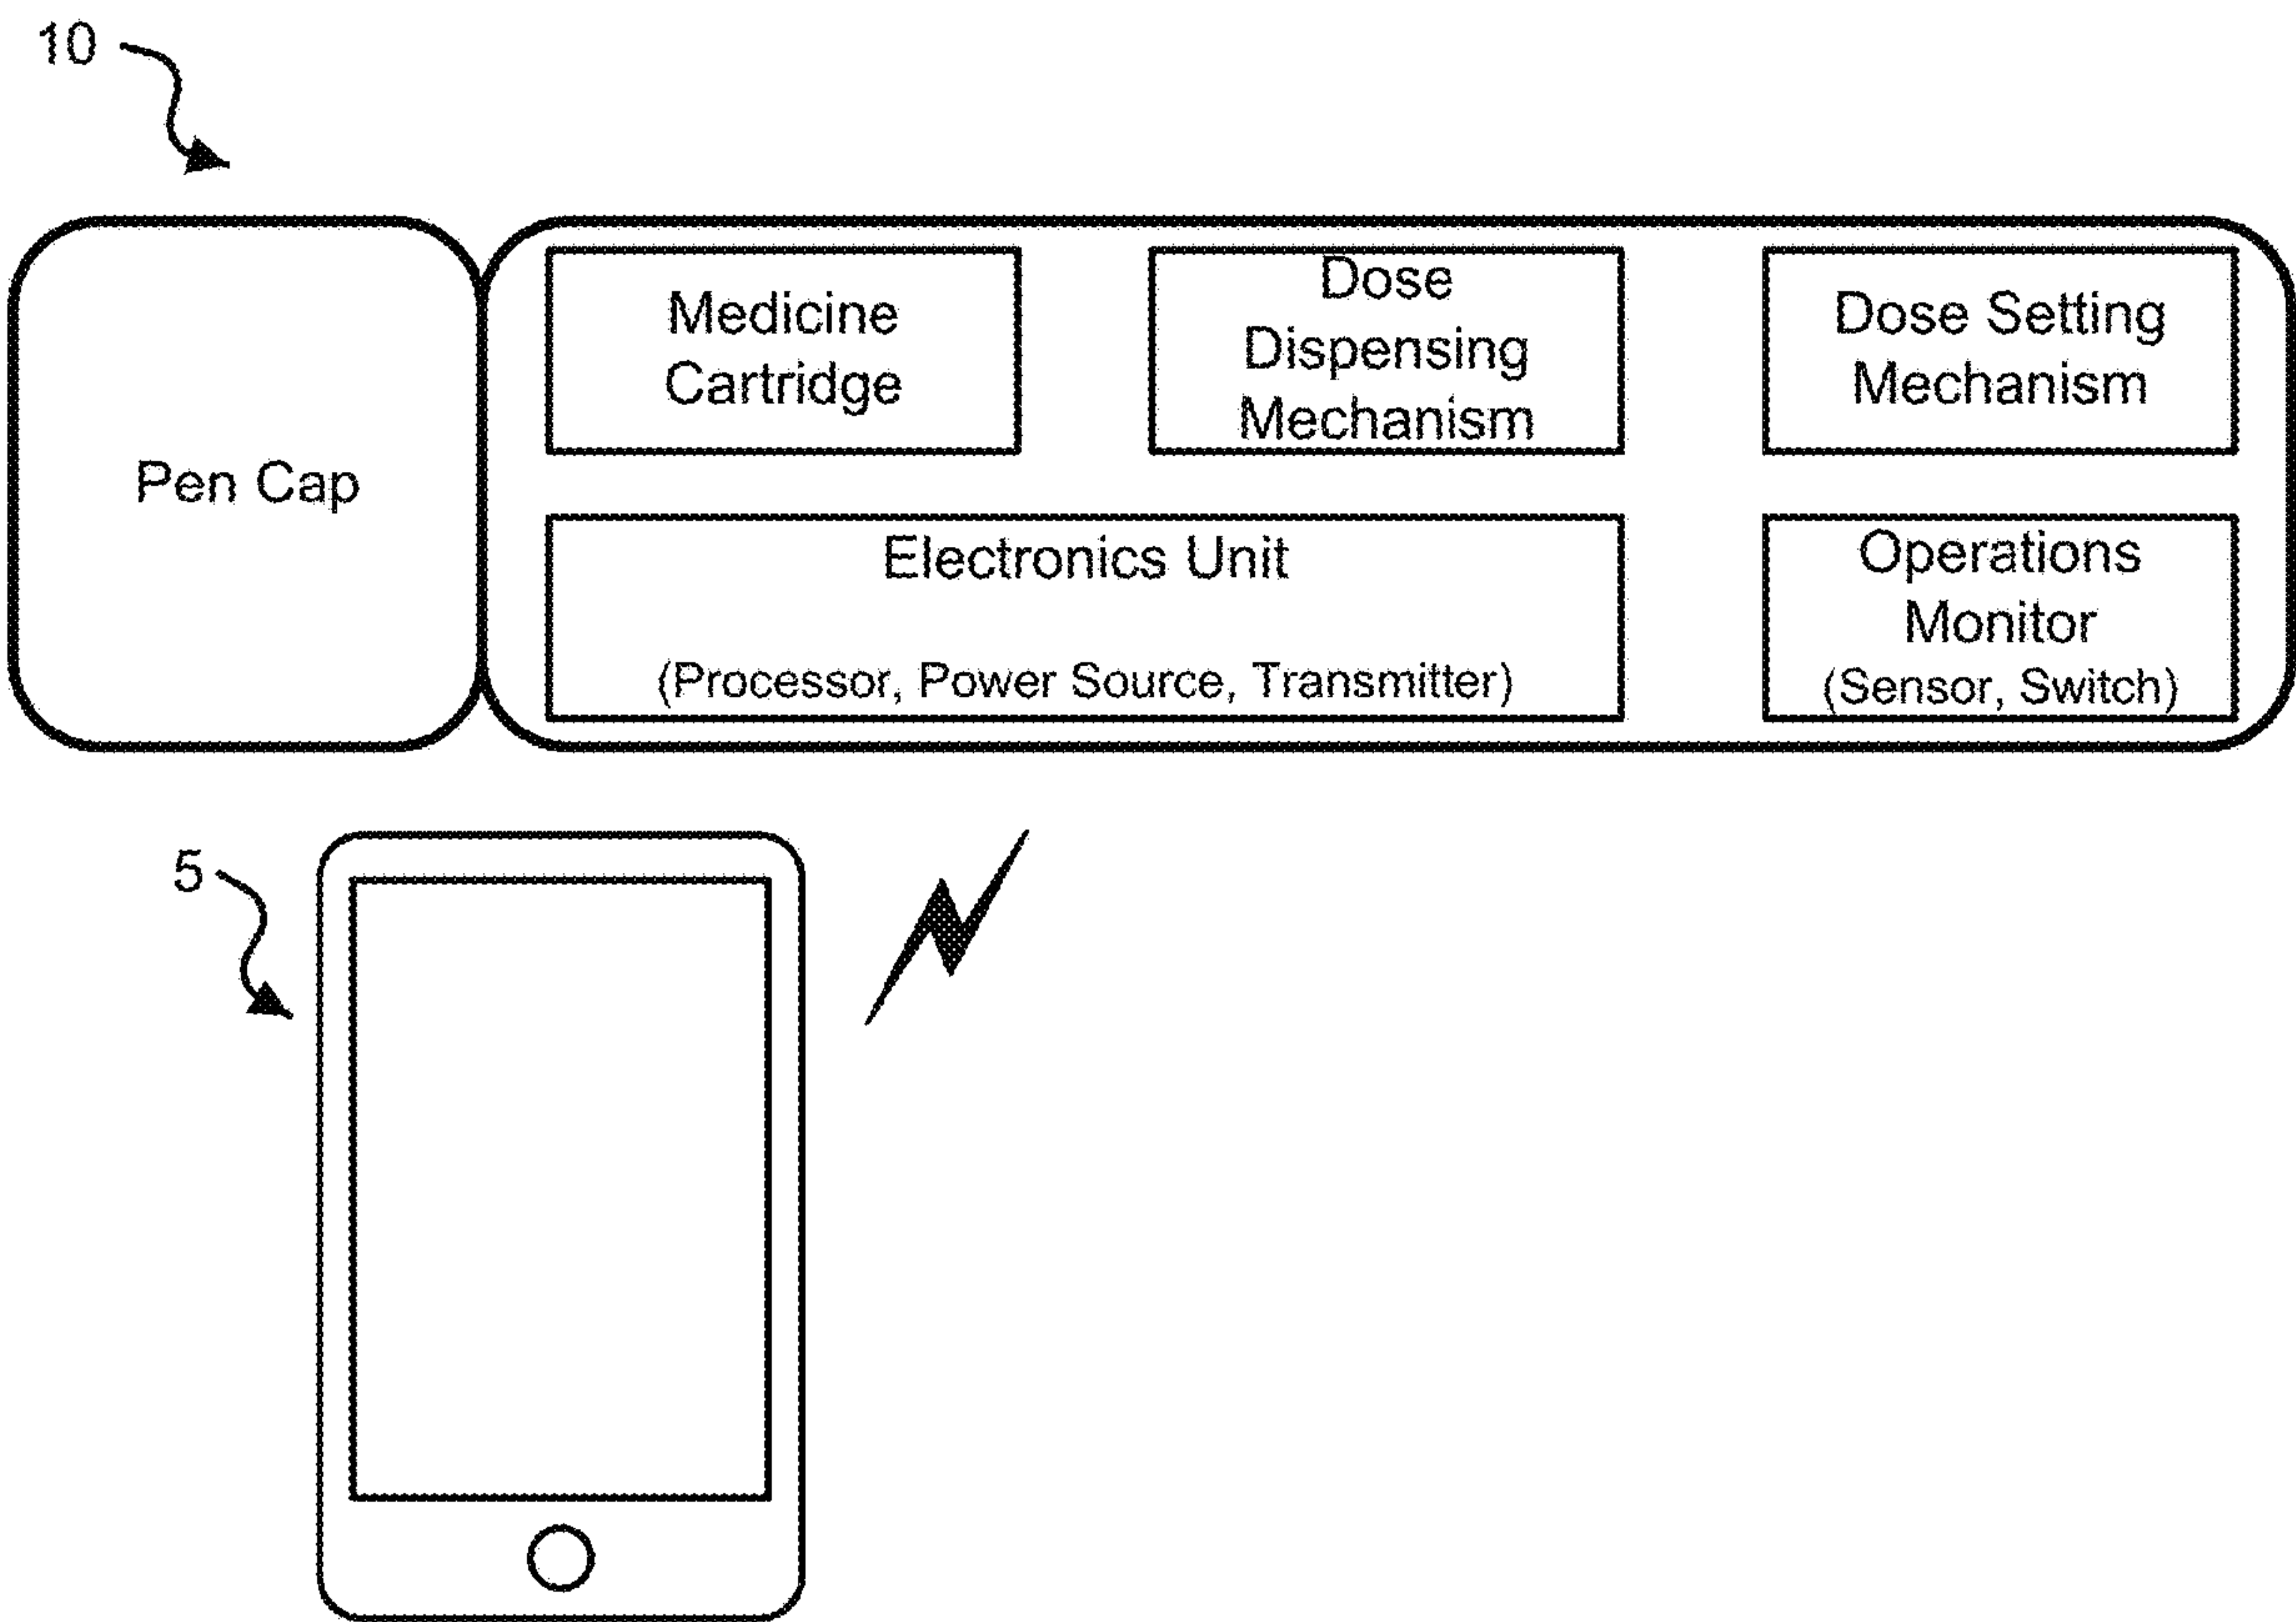 10
Pen Cap
Medicine
Cartridge
Dose
Dispensing
Mechanism
Dose Setting
Mechanism
Electronics Unit
(Processor, Power Source, Transmitter)
Operations
Monitor
(Sensor, Switch)
5